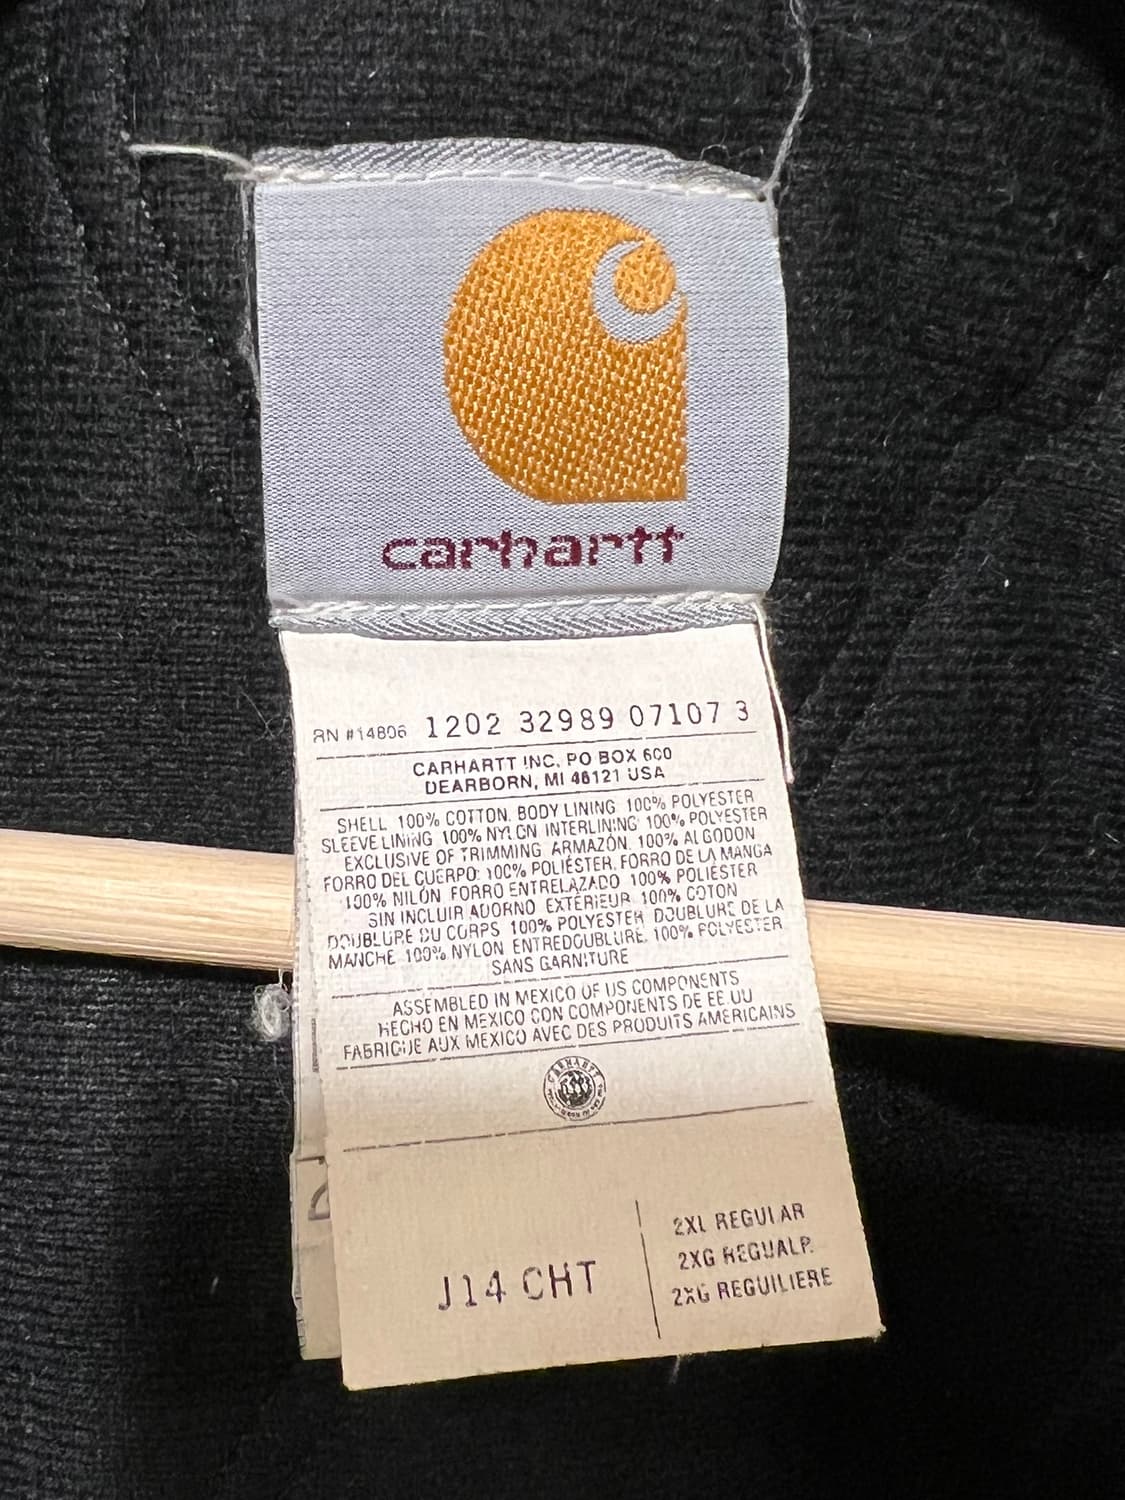 carhartt
RN #14806 1202 32989 07107 3
CARHARTT INC. PO BOX 600
DEARBORN, MI 48121 USA
SHELL 100% COTTON. BODY LINING 100% POLYESTER
SLEEVE LINING 100% NYLON INTERLINING 100% POLYESTER
EXCLUSIVE OF TRIMMING ARMAZÓN. 100% ALGODON
FORRO DEL CUERPO: 100% POLIÉSTER, FORRO DE LA MANGA
100% MILÓN FORRO ENTRELAZACO 100% POLIÉSTER
SIN INCLUIR ADORNO EXTÉRIEUR 100% COTON
DOUBLURE DU CORPS 100% POLYESTER DOUBLURE DE LA
MANCHE 100% NYLON ENTREDOUBLURE 100% POLYESTER
SANS GARNITURE
ASSEMBLED IN MEXICO OF US COMPONENTS
HECHO EN MEXICO CON COMPONENTS DE EE.UU
FABRIQUE AUX MEXICO AVEC DES PRODUITS AMERICAINS
CARHARTT
J14 CHT
2XL REGULAR
2XG REGUALR
2XG REGUILIERE